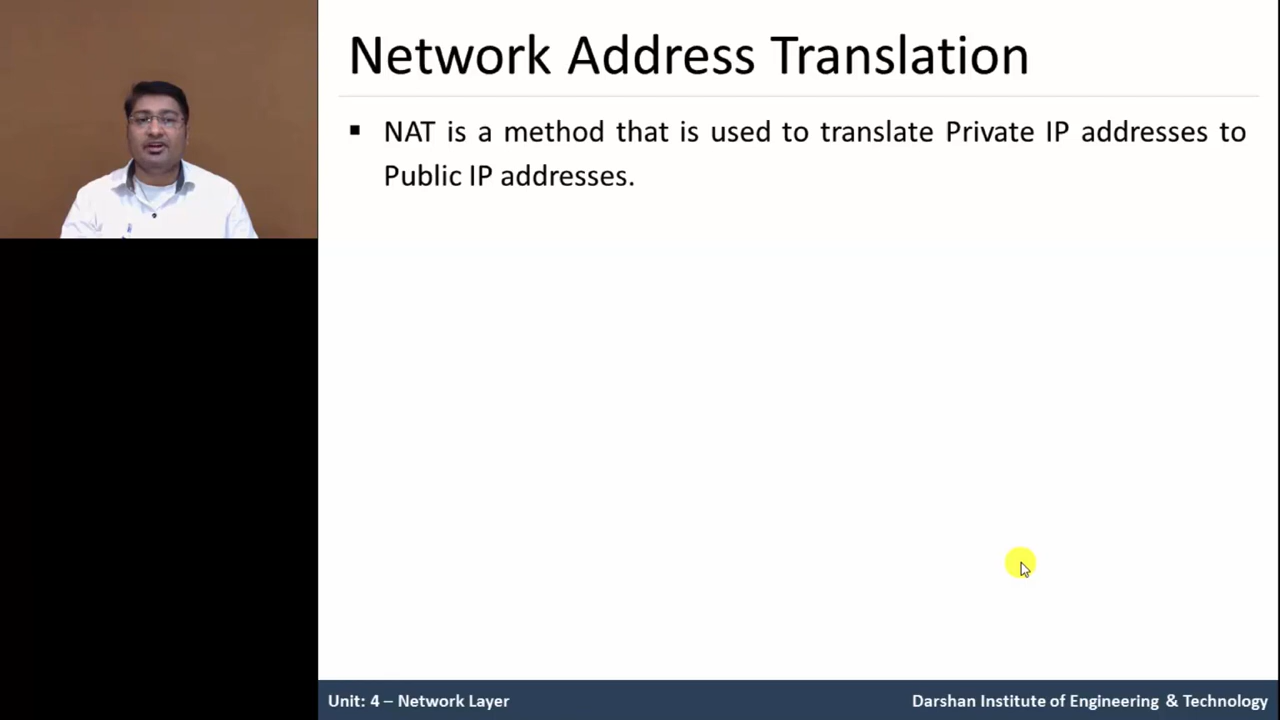 Network Address Translation
NAT is a method that is used to translate Private IP addresses to
Public IP addresses.
Unit: 4 – Network Layer
Darshan Institute of Engineering & Technology